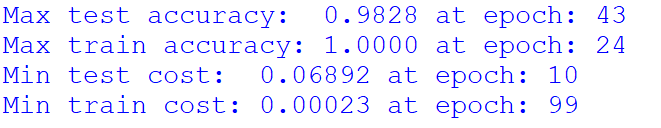 Max test accuracy:  0.9828 at epoch: 43
Max train accuracy: 1.0000 at epoch: 24
Min test cost:  0.06892 at epoch: 10
Min train cost: 0.00023 at epoch: 99